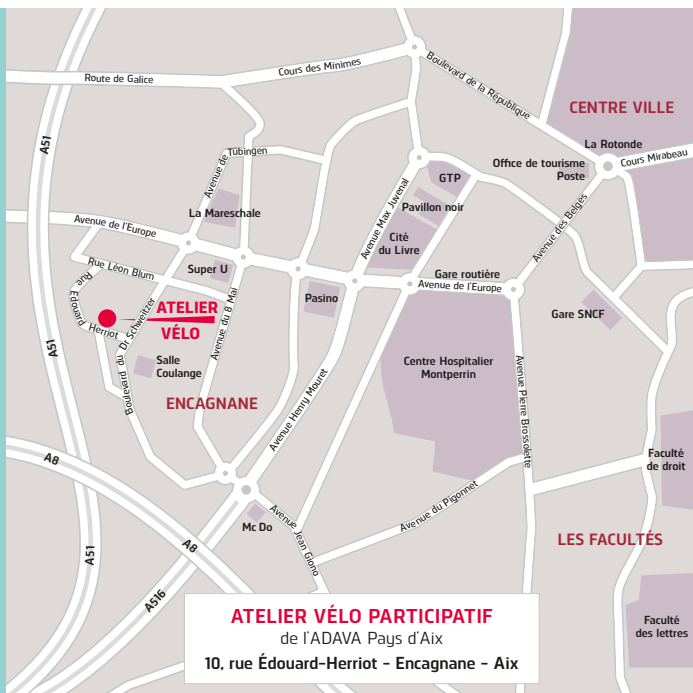 Route de Galice
Cours des Minimes
Boulevard de la République
CENTRE VILLE
A51
Avenue de Tübingen
La Rotonde
Cours Mirabeau
Office de tourisme
Poste
GTP
Avenue Max Juvenal
Pavillon noir
La Mareschale
Cité
du Livre
Avenue des Belges
Avenue de l'Europe
Rue Léon Blum
Super U
Gare routière
Avenue de l'Europe
Rue Edouard Herriot
Pasino
Gare SNCF
ATELIER
VÉLO
Boulevard du Dr Schweitzer
Avenue du 8 Mai
A51
Salle
Coulange
Centre Hospitalier
Montperrin
Avenue Pierre Brossolette
ENCAGNANE
Avenue Henry Mouret
A8
Faculté
de droit
Avenue du Pigonnet
Mc Do
Avenue Jean Giono
A8
A51
LES FACULTÉS
A516
Faculté
des lettres
ATELIER VÉLO PARTICIPATIF
de l'ADAVA Pays d'Aix
10, rue Édouard-Herriot - Encagnane - Aix